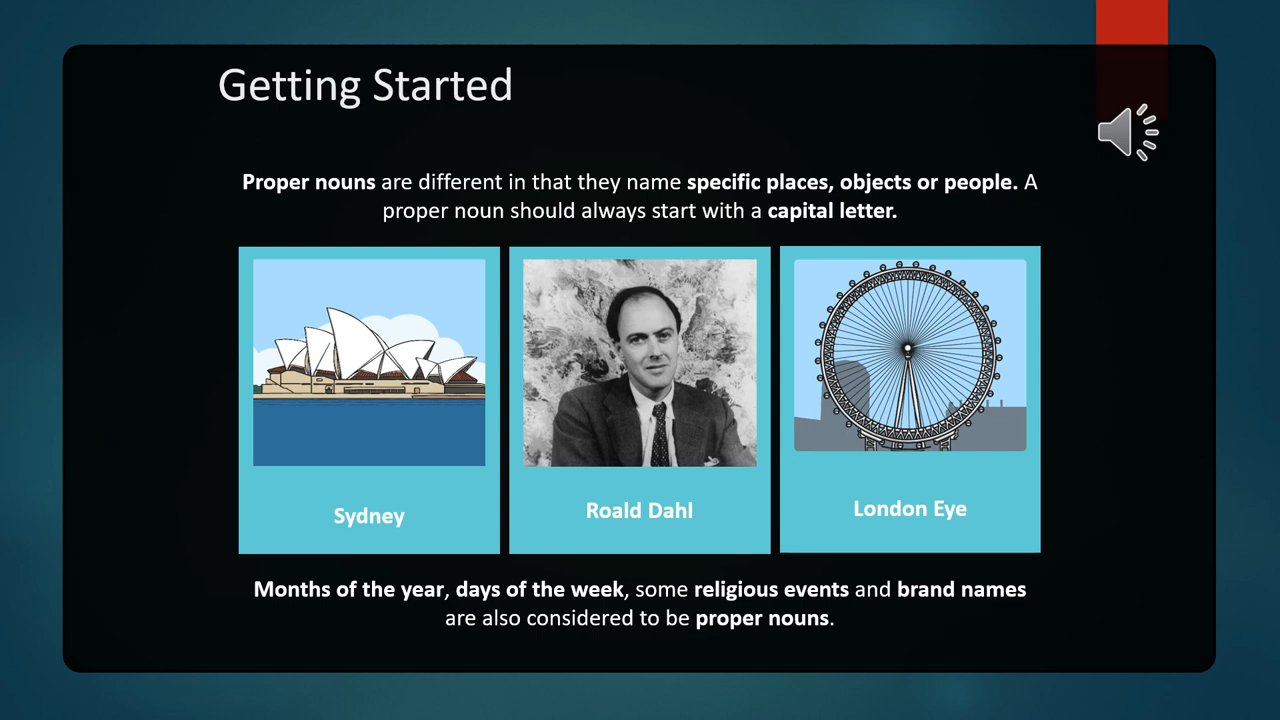 Getting Started
Proper nouns are different in that they name specific places, objects or people. A
proper noun should always start with a capital letter.
Sydney
Roald Dahl
London Eye
Months of the year, days of the week, some religious events and brand names
are also considered to be proper nouns.